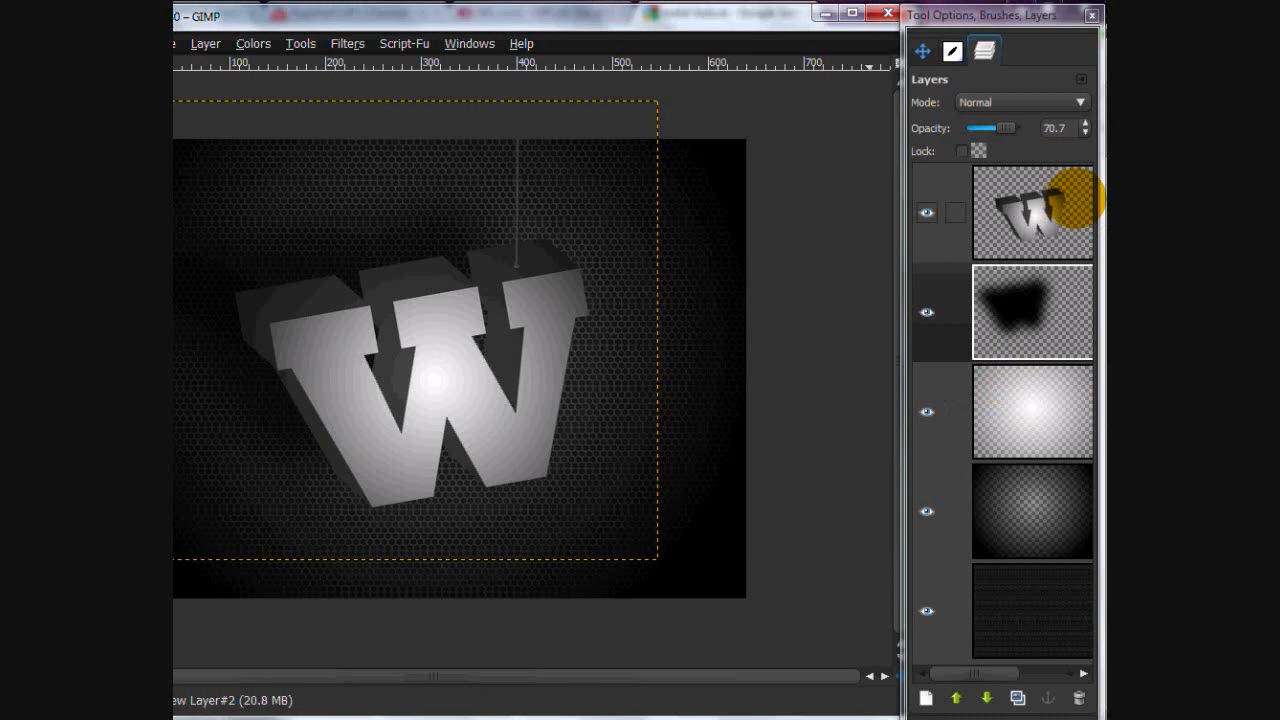 0 – GIMP
Tool Options, Brushes, Layers
e Layer Colors Tools Filters Script-Fu Windows Help
100 200 300 400 500 600 700
Layers
Mode: Normal
Opacity: 70.7
Lock:
W
ew Layer#2 (20.8 MB)